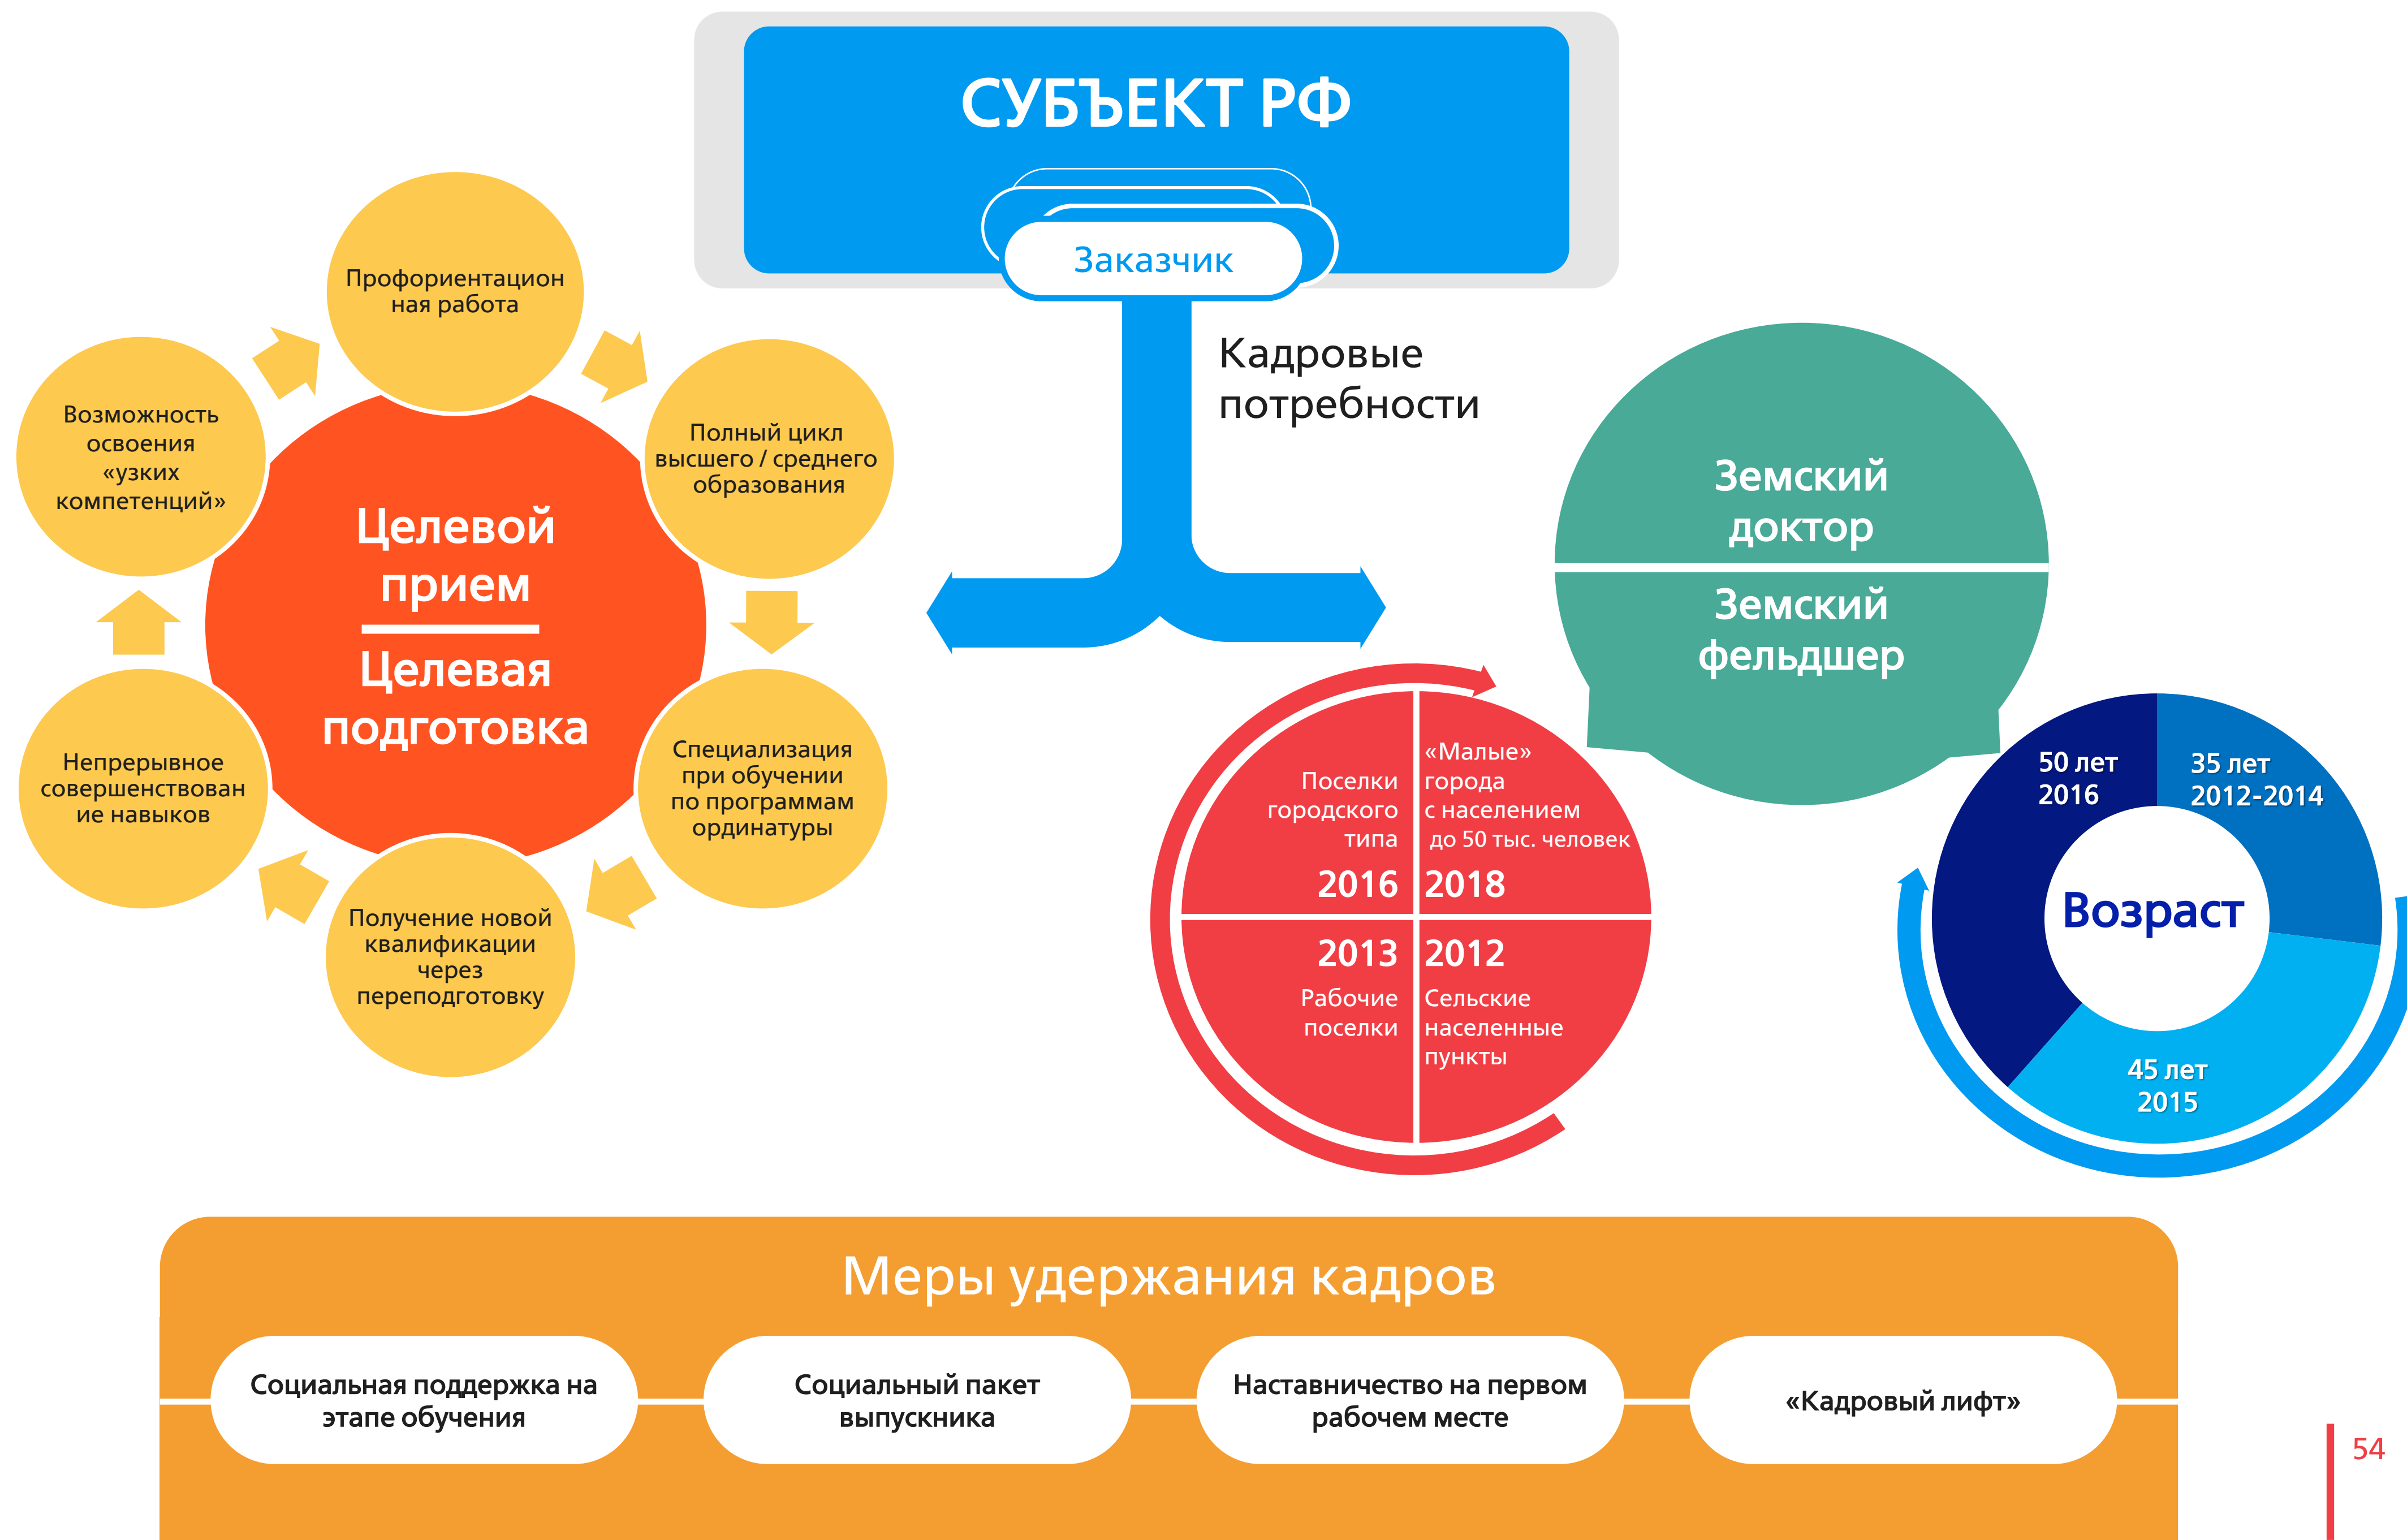 СУБЪЕКТ РФ
Заказчик
Кадровые
потребности
Профориентацион
ная работа
Полный цикл
высшего / среднего
образования
Специализация
при обучении
по программам
ординатуры
Получение новой
квалификации
через
переподготовку
Непрерывное
совершенствован
ие навыков
Возможность
освоения
«узких
компетенций»
Целевой
прием
Целевая
подготовка
Земский
доктор
Земский
фельдшер
Поселки
городского
типа
2016
«Малые»
города
с населением
до 50 тыс. человек
2018
2013
Рабочие
поселки
2012
Сельские
населенные
пункты
50 лет
2016
35 лет
2012-2014
Возраст
45 лет
2015
Меры удержания кадров
Социальная поддержка на
этапе обучения
Социальный пакет
выпускника
Наставничество на первом
рабочем месте
«Кадровый лифт»
54